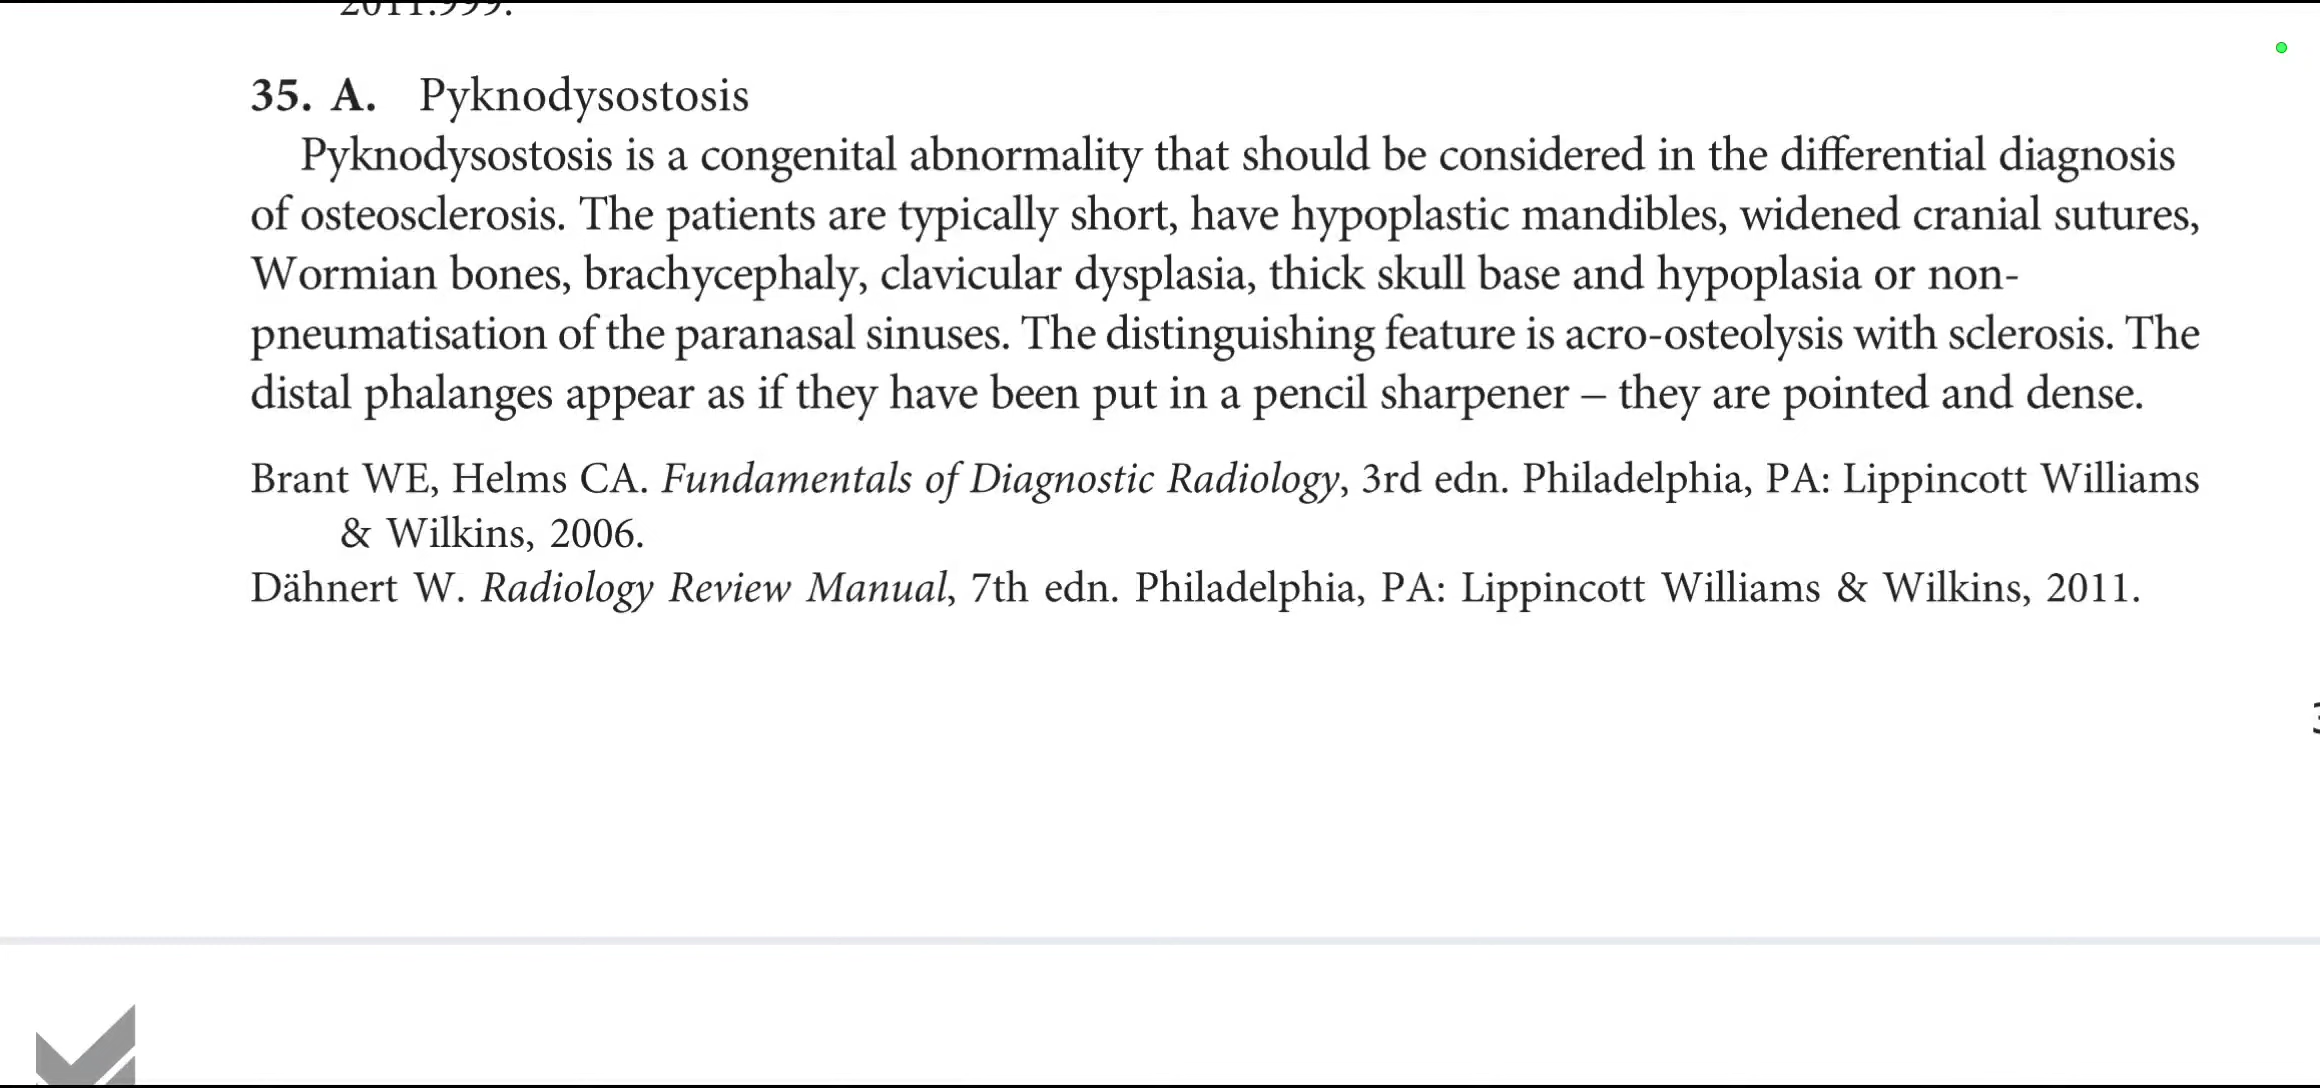 2011.999.
35. A. Pyknodysostosis
Pyknodysostosis is a congenital abnormality that should be considered in the differential diagnosis
of osteosclerosis. The patients are typically short, have hypoplastic mandibles, widened cranial sutures,
Wormian bones, brachycephaly, clavicular dysplasia, thick skull base and hypoplasia or non-
pneumatisation of the paranasal sinuses. The distinguishing feature is acro-osteolysis with sclerosis. The
distal phalanges appear as if they have been put in a pencil sharpener – they are pointed and dense.
Brant WE, Helms CA. Fundamentals of Diagnostic Radiology, 3rd edn. Philadelphia, PA: Lippincott Williams
& Wilkins, 2006.
Dähnert W. Radiology Review Manual, 7th edn. Philadelphia, PA: Lippincott Williams & Wilkins, 2011.